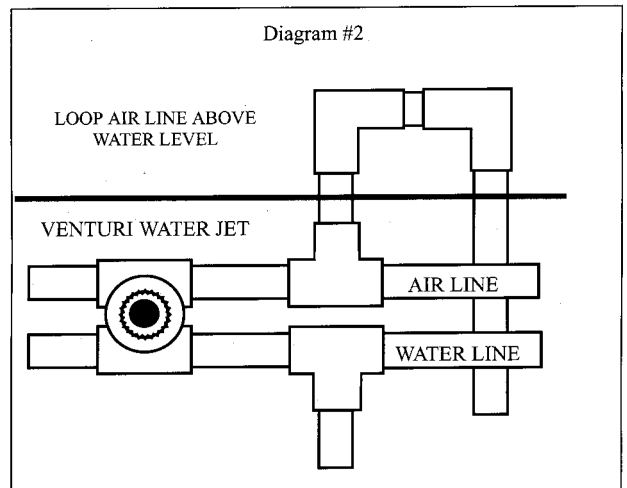 Diagram #2
LOOP AIR LINE ABOVE
WATER LEVEL
VENTURI WATER JET
AIR LINE
WATER LINE